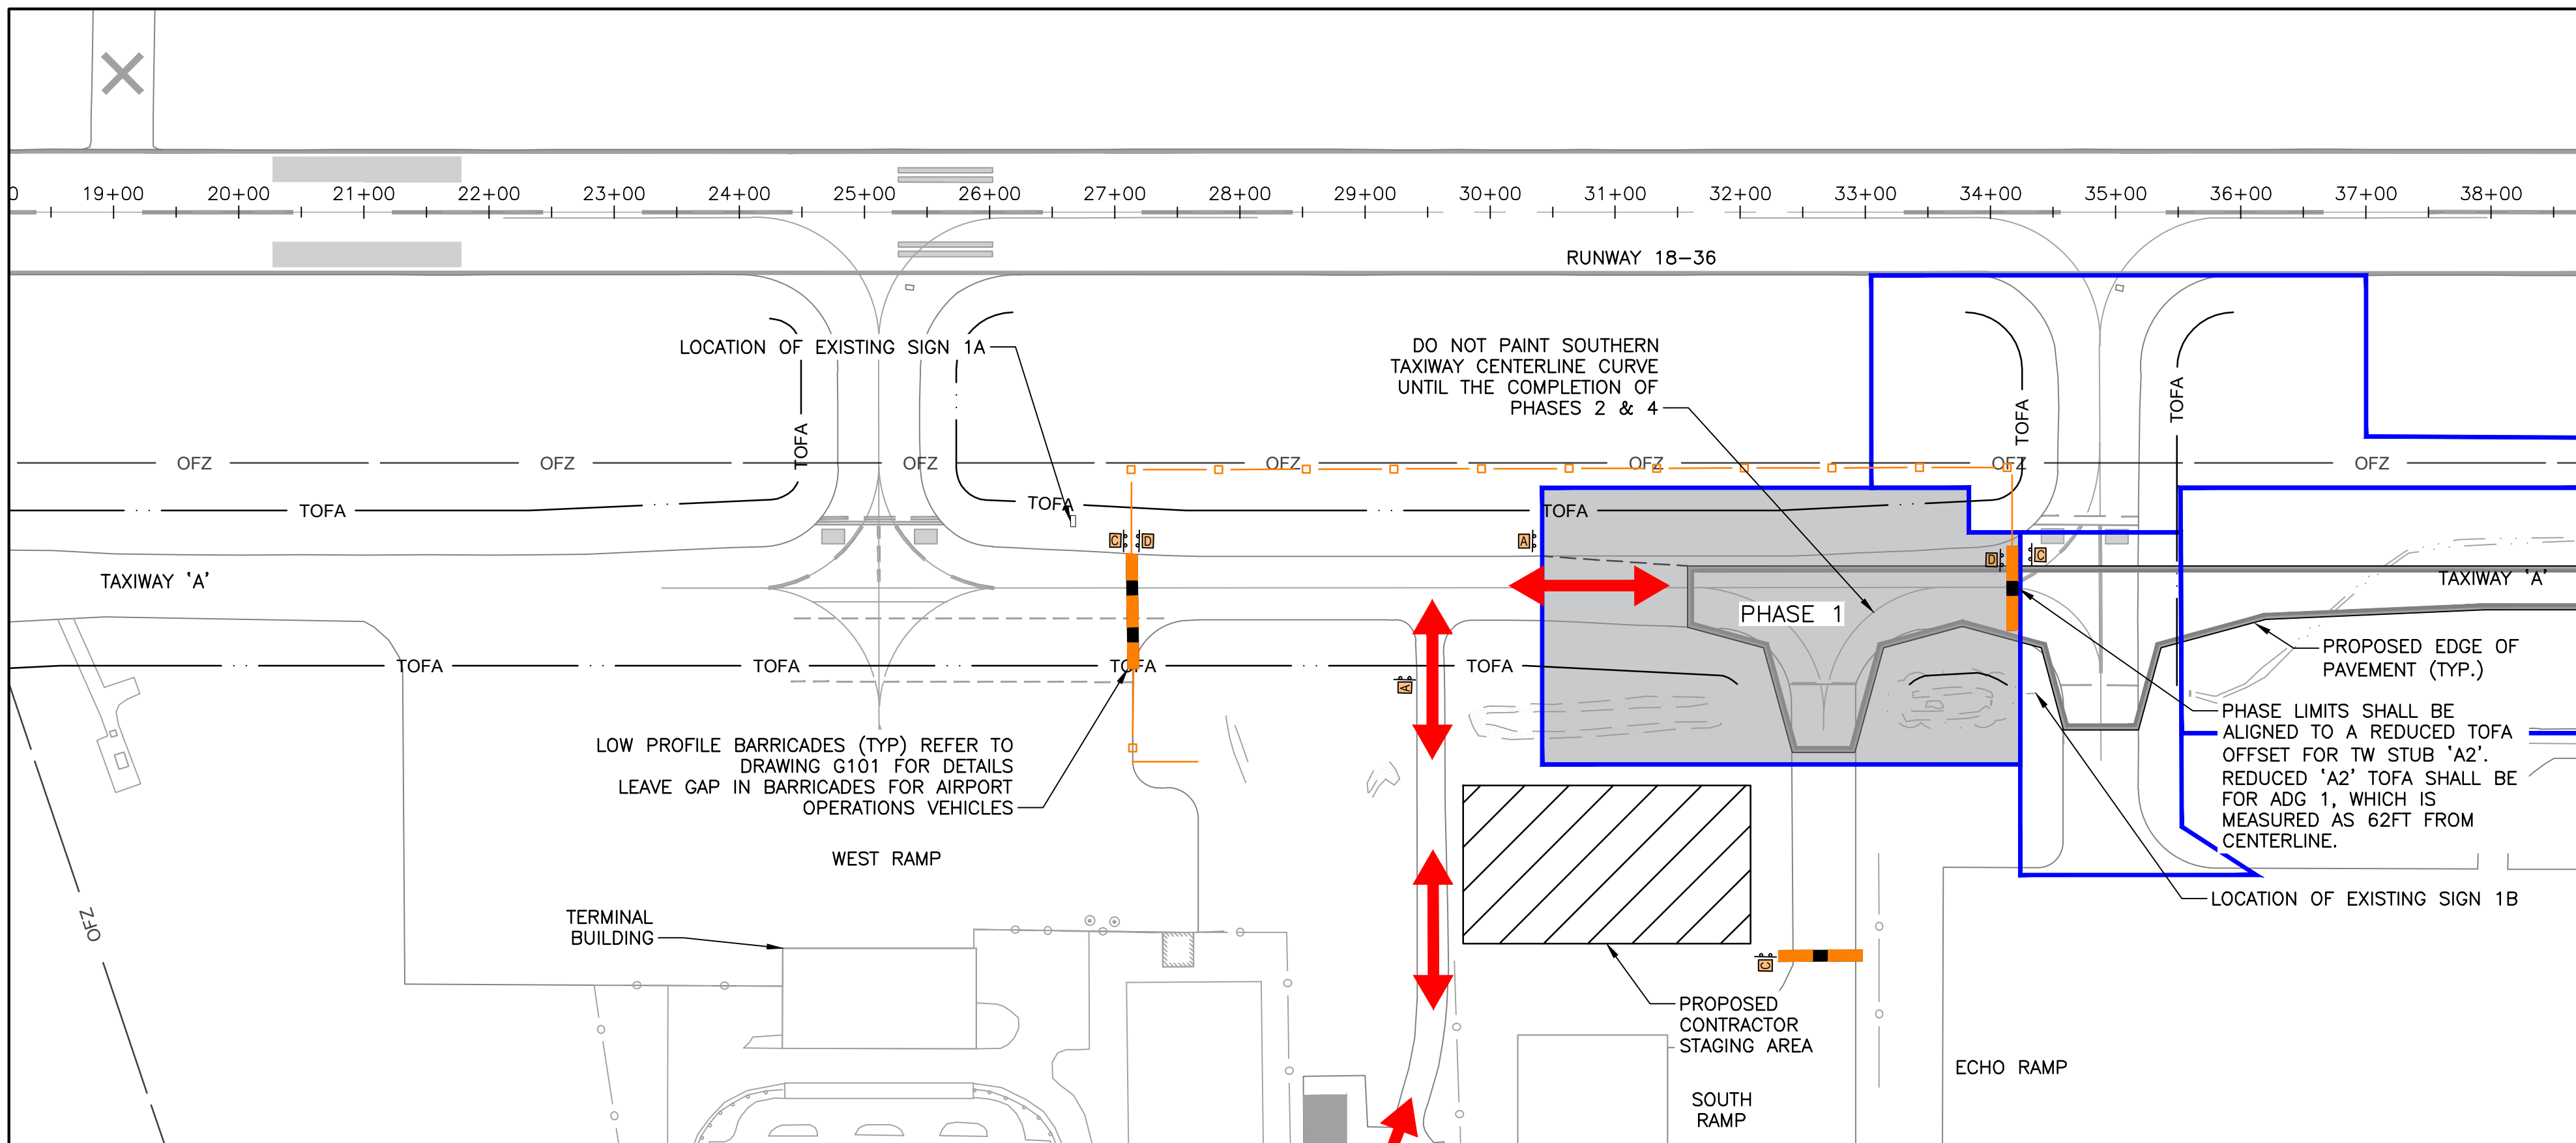 0 19+00 20+00 21+00 22+00 23+00 24+00 25+00 26+00 27+00 28+00 29+00 30+00 31+00 32+00 33+00 34+00 35+00 36+00 37+00 38+00
RUNWAY 18-36
LOCATION OF EXISTING SIGN 1A
DO NOT PAINT SOUTHERN
TAXIWAY CENTERLINE CURVE
UNTIL THE COMPLETION OF
PHASES 2 & 4
TOFA
TOFA
TOFA
OFZ OFZ OFZ OFZ OFZ OFZ OFZ
TOFA TOFA TOFA
C D A D C
TAXIWAY 'A'
TAXIWAY 'A'
PHASE 1
TOFA TOFA TOFA TOFA
A
PROPOSED EDGE OF
PAVEMENT (TYP.)
PHASE LIMITS SHALL BE
ALIGNED TO A REDUCED TOFA
OFFSET FOR TW STUB 'A2'.
REDUCED 'A2' TOFA SHALL BE
FOR ADG 1, WHICH IS
MEASURED AS 62FT FROM
CENTERLINE.
LOW PROFILE BARRICADES (TYP) REFER TO
DRAWING G101 FOR DETAILS
LEAVE GAP IN BARRICADES FOR AIRPORT
OPERATIONS VEHICLES
WEST RAMP
LOCATION OF EXISTING SIGN 1B
OFZ
TERMINAL
BUILDING
C
PROPOSED
CONTRACTOR
STAGING AREA
ECHO RAMP
SOUTH
RAMP